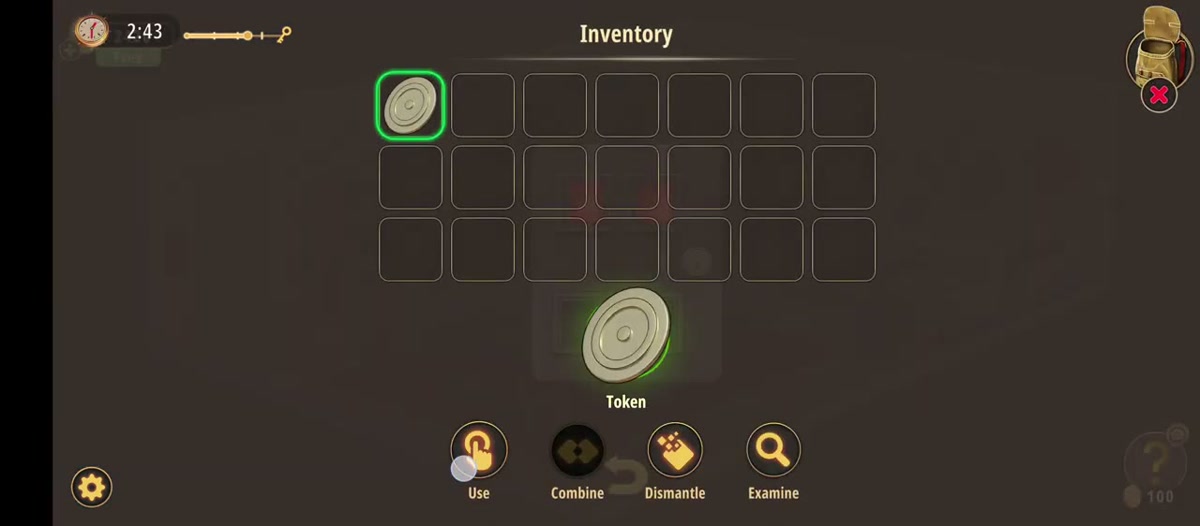 2:43
Inventory
Token
Use
Combine
Dismantle
Examine
100